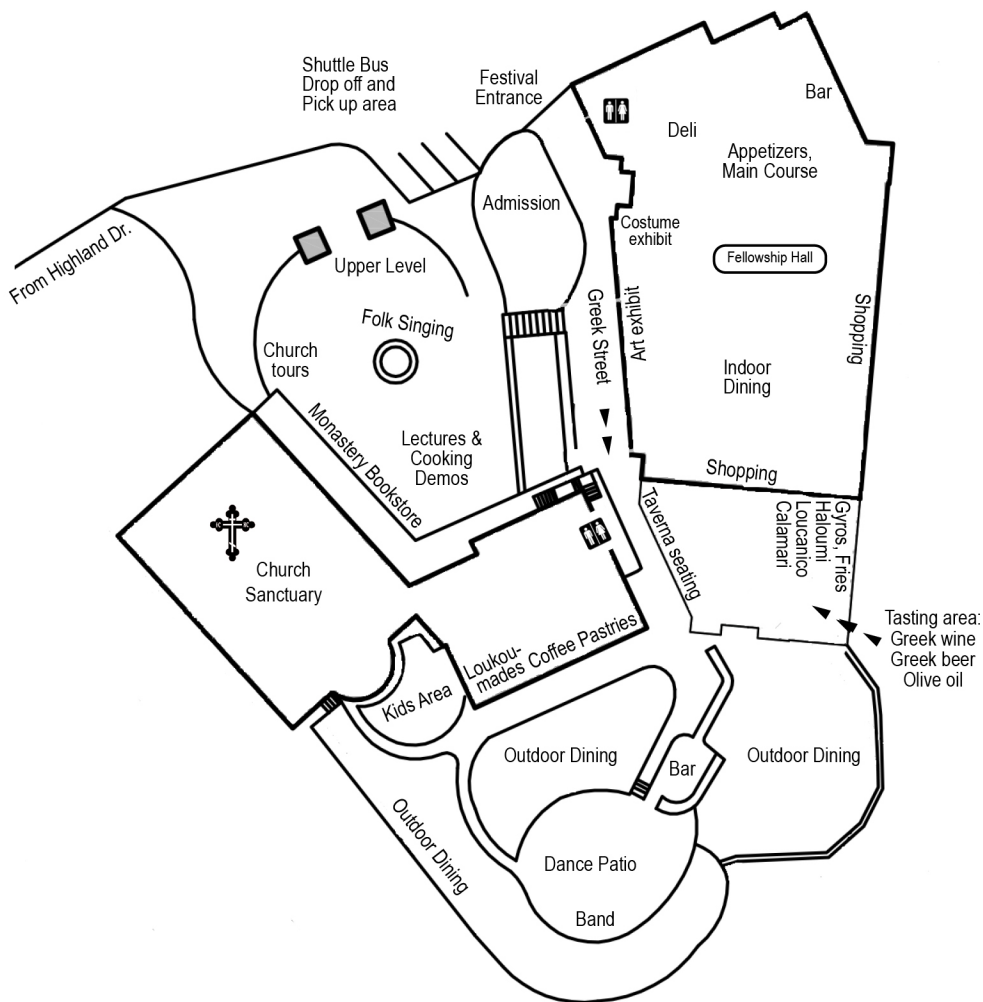 Shuttle Bus
Drop off and
Pick up area
Festival
Entrance
Bar
Deli
Appetizers,
Main Course
Admission
Costume
exhibit
From Highland Dr.
Upper Level
Fellowship Hall
Folk Singing
Greek Street
Art exhibit
Shopping
Church
tours
Indoor
Dining
Monastery Bookstore
Lectures &
Cooking
Demos
Shopping
Taverna seating
Gyros, Fries
Haloumi
Loucanico
Calamari
Church
Sanctuary
Tasting area:
Greek wine
Greek beer
Olive oil
Loukou-
mades
Coffee Pastries
Kids Area
Outdoor Dining
Bar
Outdoor Dining
Outdoor Dining
Dance Patio
Band